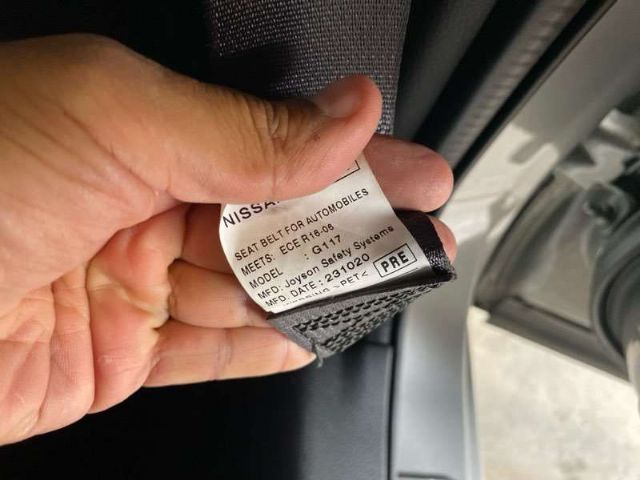 NISSA
SEAT BELT FOR AUTOMOBILES
MEETS: ECE R16-06
MODEL : G117
MFD: Joyson Safety Systems
MFD. DATE : 231020
PRE
>PET<